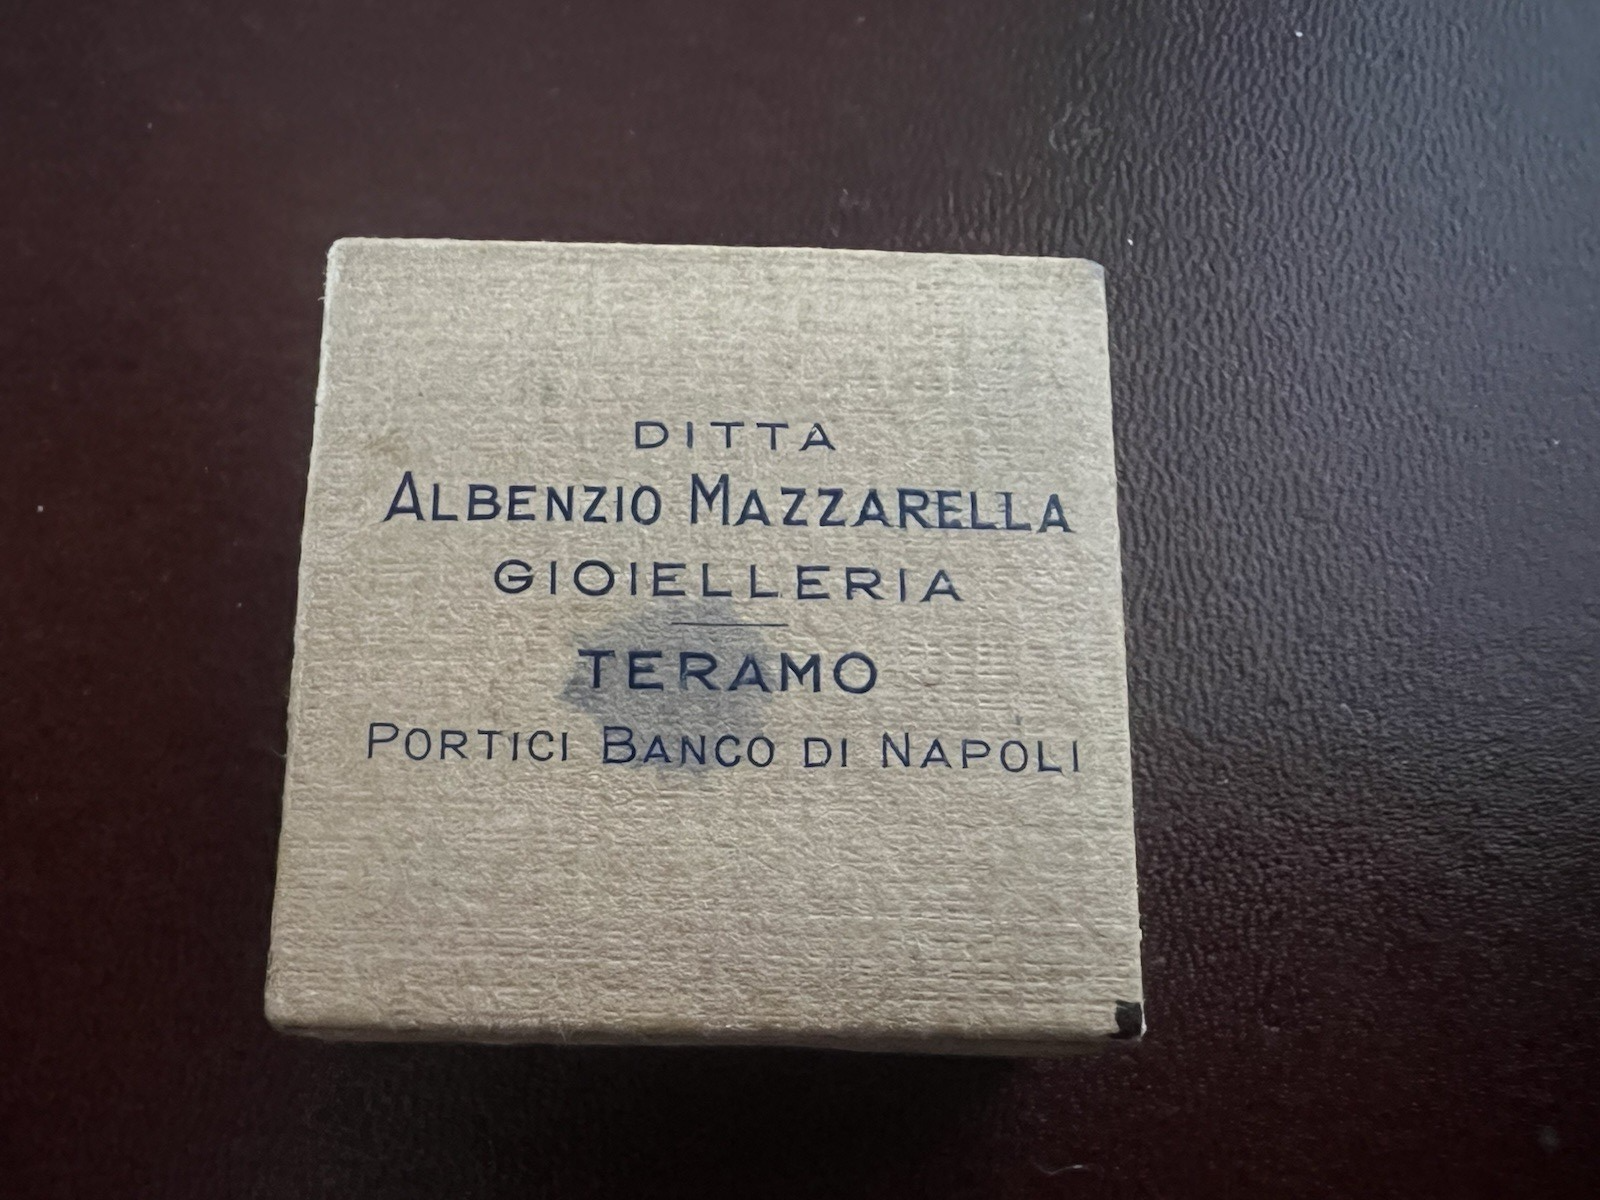 DITTA
ALBENZIO MAZZARELLA
GIOIELLERIA
TERAMO
PORTICI BANCO DI NAPOLI